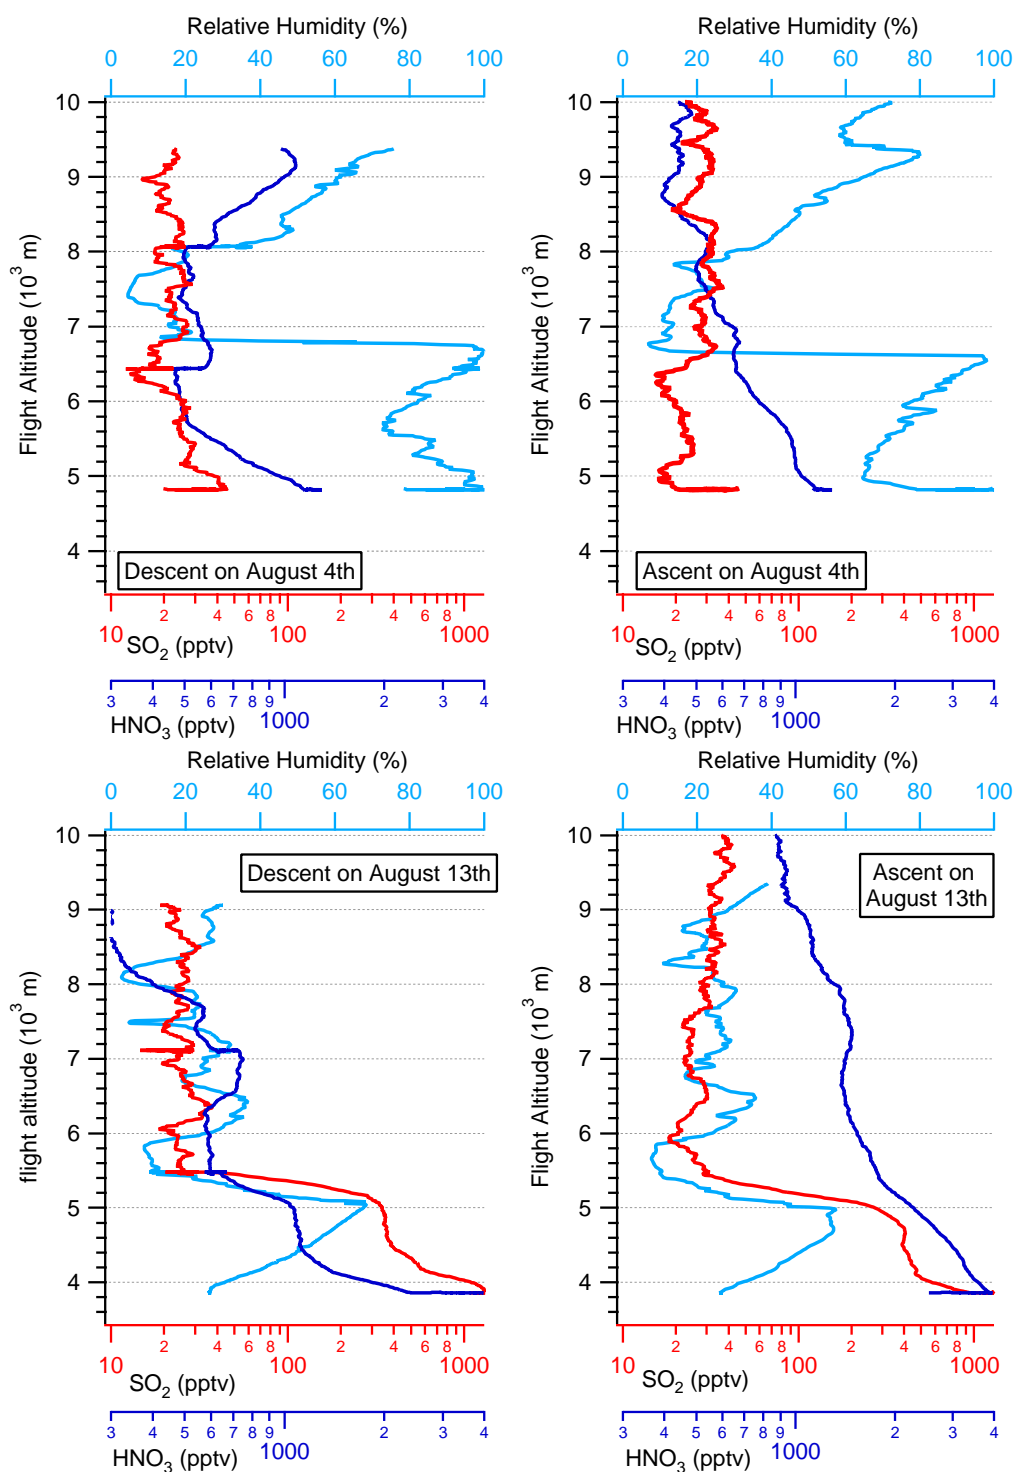 Relative Humidity (%)
0 20 40 60 80 100
10
9
8
7
6
5
4
Flight Altitude (10³ m)
Descent on August 4th
2 4 6 8 2 4 6 8
10 100 1000
SO₂ (pptv)
3 4 5 6 7 8 9 2 3 4
1000
HNO₃ (pptv)
Relative Humidity (%)
0 20 40 60 80 100
10
9
8
7
6
5
4
Flight Altitude (10³ m)
Ascent on August 4th
2 4 6 8 2 4 6 8
10 100 1000
SO₂ (pptv)
3 4 5 6 7 8 9 2 3 4
1000
HNO₃ (pptv)
Relative Humidity (%)
0 20 40 60 80 100
10
9
8
7
6
5
4
flight altitude (10³ m)
Descent on August 13th
2 4 6 8 2 4 6 8
10 100 1000
SO₂ (pptv)
3 4 5 6 7 8 9 2 3 4
1000
HNO₃ (pptv)
Relative Humidity (%)
0 20 40 60 80 100
10
9
8
7
6
5
4
Flight Altitude (10³ m)
Ascent on
August 13th
2 4 6 8 2 4 6 8
10 100 1000
SO₂ (pptv)
3 4 5 6 7 8 9 2 3 4
1000
HNO₃ (pptv)